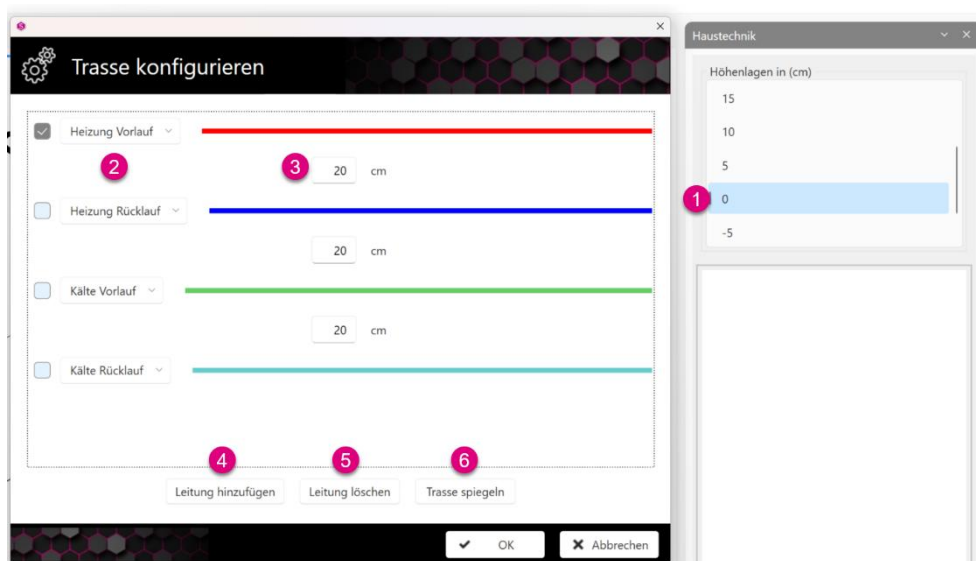 Trasse konfigurieren
Heizung Vorlauf
2
3
20 cm
Heizung Rücklauf
20 cm
Kälte Vorlauf
20 cm
Kälte Rücklauf
4
5
6
Leitung hinzufügen
Leitung löschen
Trasse spiegeln
OK
Abbrechen
Haustechnik
Höhenlagen in (cm)
15
10
5
1
0
-5